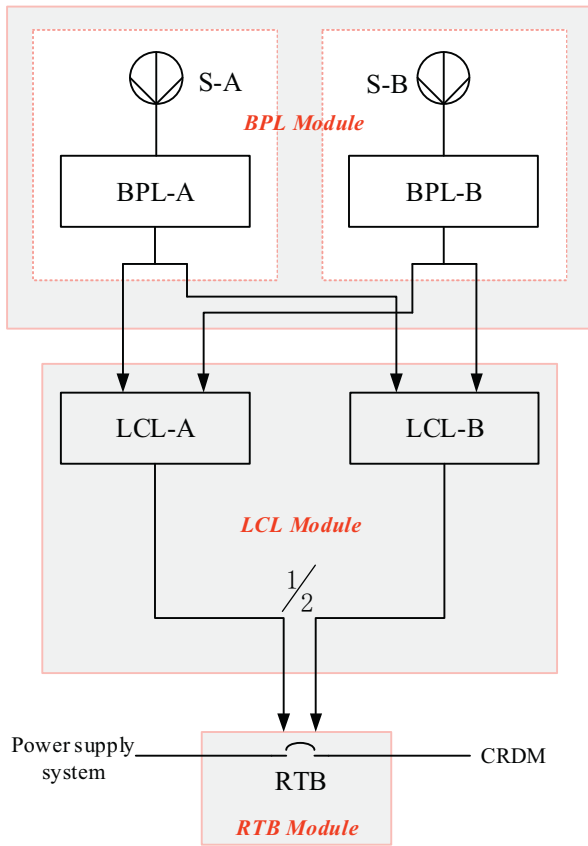 S-A
S-B
BPL Module
BPL-A
BPL-B
LCL-A
LCL-B
LCL Module
1/2
Power supply
system
CRDM
RTB
RTB Module